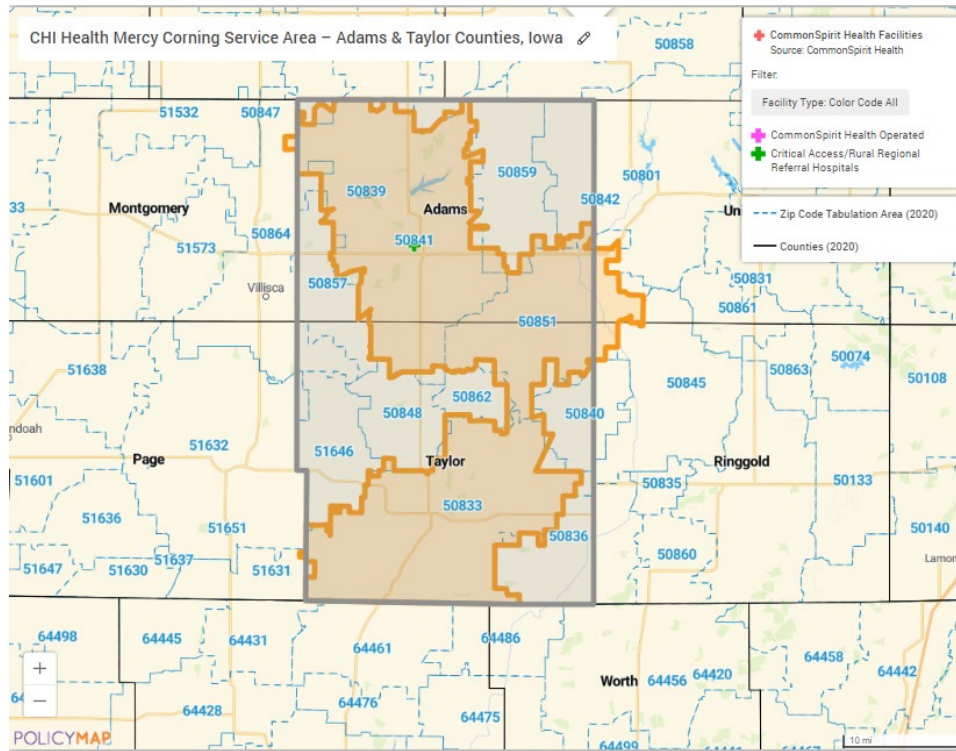 CHI Health Mercy Corning Service Area – Adams & Taylor Counties, Iowa
CommonSpirit Health Facilities
Source: CommonSpirit Health
Filter:
Facility Type: Color Code All
CommonSpirit Health Operated
Critical Access/Rural Regional
Referral Hospitals
Zip Code Tabulation Area (2020)
Counties (2020)
50858
51532
50847
50859
50801
50839
50842
33
Montgomery
Adams
Un
50841
51573
50864
50857
Villisca
50831
50861
50851
51638
50074
50863
50108
50845
50862
50848
50840
ndoah
51632
51646
Page
Taylor
Ringgold
51601
50835
50133
50833
51636
51651
50140
50836
51637
50860
51647
51630
51631
Lamon
64498
64445
64431
64461
64486
64458
64442
Worth
64456
64420
+
−
64
64476
64428
64475
POLICYMAP
64499
10 mi